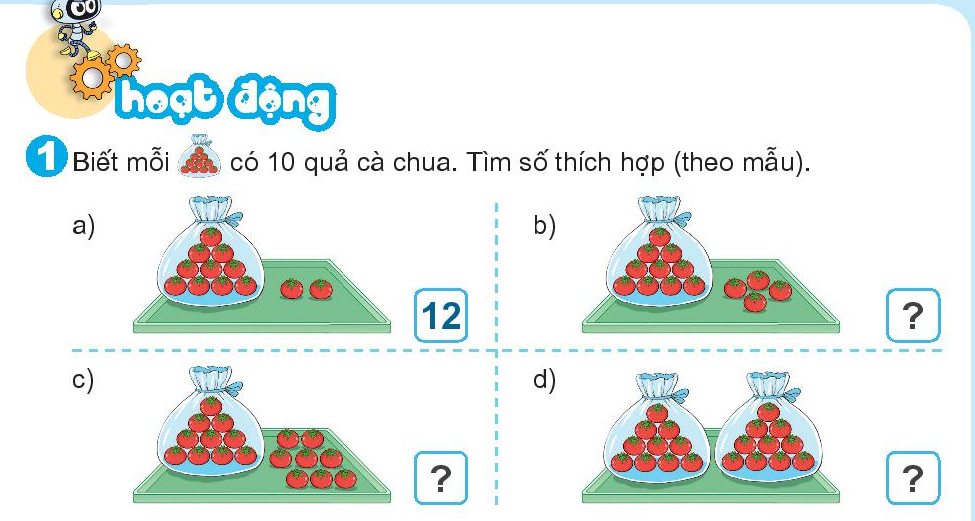 hoạt động
1 Biết mỗi có 10 quả cà chua. Tìm số thích hợp (theo mẫu).
a) 12 b) ?
c) ? d) ?